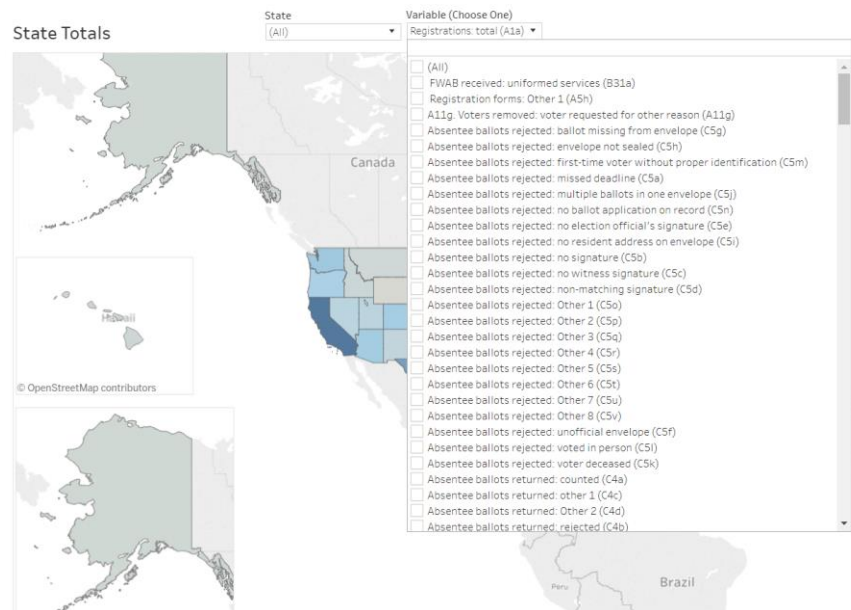 State Totals
State
(All)
Variable (Choose One)
Registrations: total (A1a)
(All)
FWAB received: uniformed services (B31a)
Registration forms: Other 1 (A5h)
A11g. Voters removed: voter requested for other reason (A11g)
Absentee ballots rejected: ballot missing from envelope (C5g)
Absentee ballots rejected: envelope not sealed (C5h)
Absentee ballots rejected: first-time voter without proper identification (C5m)
Absentee ballots rejected: missed deadline (C5a)
Absentee ballots rejected: multiple ballots in one envelope (C5j)
Absentee ballots rejected: no ballot application on record (C5n)
Absentee ballots rejected: no election official's signature (C5e)
Absentee ballots rejected: no resident address on envelope (C5i)
Absentee ballots rejected: no signature (C5b)
Absentee ballots rejected: no witness signature (C5c)
Absentee ballots rejected: non-matching signature (C5d)
Absentee ballots rejected: Other 1 (C5o)
Absentee ballots rejected: Other 2 (C5p)
Absentee ballots rejected: Other 3 (C5q)
Absentee ballots rejected: Other 4 (C5r)
Absentee ballots rejected: Other 5 (C5s)
Absentee ballots rejected: Other 6 (C5t)
Absentee ballots rejected: Other 7 (C5u)
Absentee ballots rejected: Other 8 (C5v)
Absentee ballots rejected: unofficial envelope (C5f)
Absentee ballots rejected: voted in person (C5l)
Absentee ballots rejected: voter deceased (C5k)
Absentee ballots returned: counted (C4a)
Absentee ballots returned: other 1 (C4c)
Absentee ballots returned: Other 2 (C4d)
Absentee ballots returned: rejected (C4b)
Canada
Hawaii
© OpenStreetMap contributors
Peru
Brazil